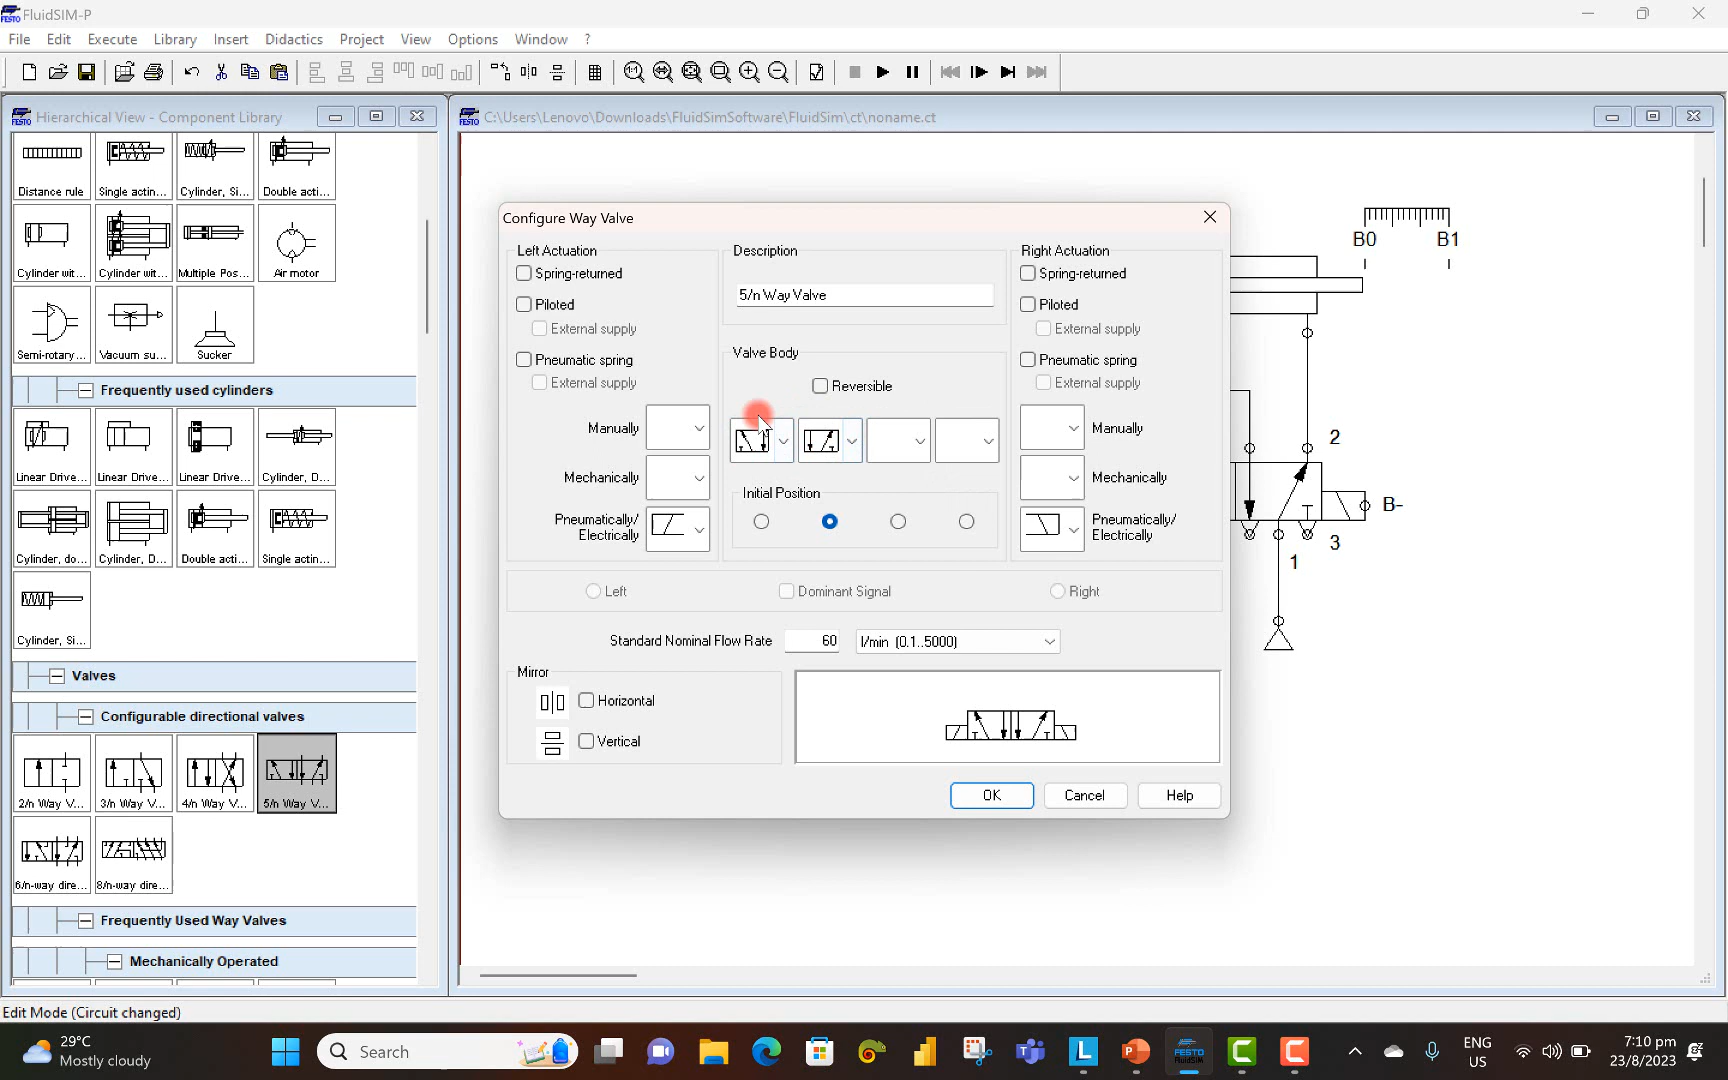 FESTO FluidSIM-P
File Edit Execute Library Insert Didactics Project View Options Window ?
FESTO Hierarchical View - Component Library
FESTO C:\Users\Lenovo\Downloads\FluidSimSoftware\FluidSim\ct\noname.ct
Distance rule Single actin... Cylinder, Si... Double acti...
Cylinder wit... Cylinder wit... Multiple Pos... Air motor
Semi-rotary... Vacuum su... Sucker
Frequently used cylinders
Linear Drive... Linear Drive... Linear Drive... Cylinder, D...
Cylinder, do... Cylinder, D... Double acti... Single actin...
Cylinder, Si...
Valves
Configurable directional valves
2/n Way V... 3/n Way V... 4/n Way V... 5/n Way V...
6/n-way dire... 8/n-way dire...
Frequently Used Way Valves
Mechanically Operated
Configure Way Valve
Left Actuation
Spring-returned
Piloted
External supply
Pneumatic spring
External supply
Manually
Mechanically
Pneumatically/
Electrically
Description
5/n Way Valve
Valve Body
Reversible
Initial Position
Right Actuation
Spring-returned
Piloted
External supply
Pneumatic spring
External supply
Manually
Mechanically
Pneumatically/
Electrically
Left Dominant Signal Right
Standard Nominal Flow Rate 60 l/min (0.1..5000)
Mirror
Horizontal
Vertical
OK Cancel Help
B0 B1
2
B-
3
1
Edit Mode (Circuit changed)
29°C
Mostly cloudy
Search
FESTO
FluidSIM
ENG
US
7:10 pm
23/8/2023